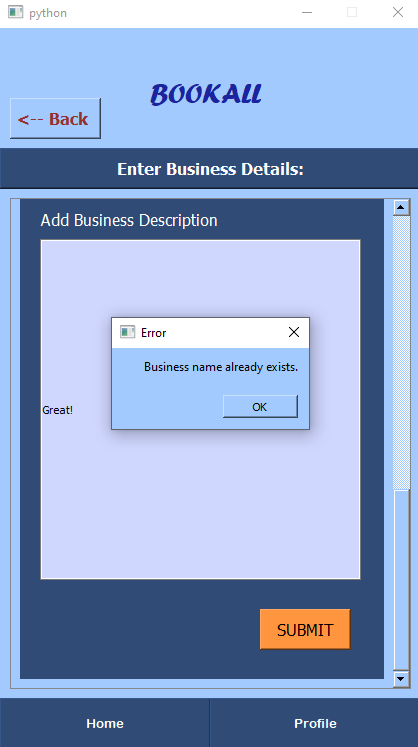 python
BOOKALL
<-- Back
Enter Business Details:
Add Business Description
Error
Business name already exists.
OK
Great!
SUBMIT
Home
Profile